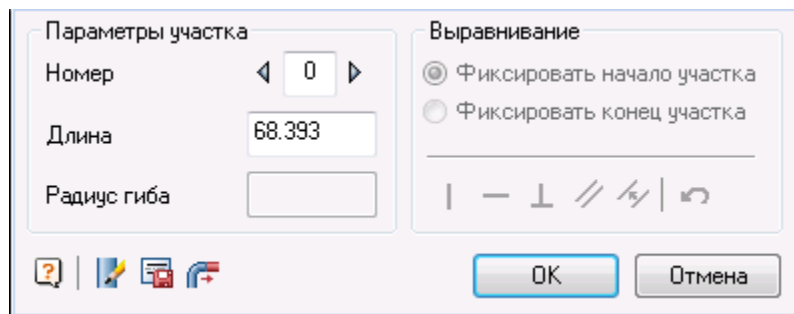 Параметры участка
Номер 0
Длина 68.393
Радиус гиба
Выравнивание
Фиксировать начало участка
Фиксировать конец участка
?
OK Отмена